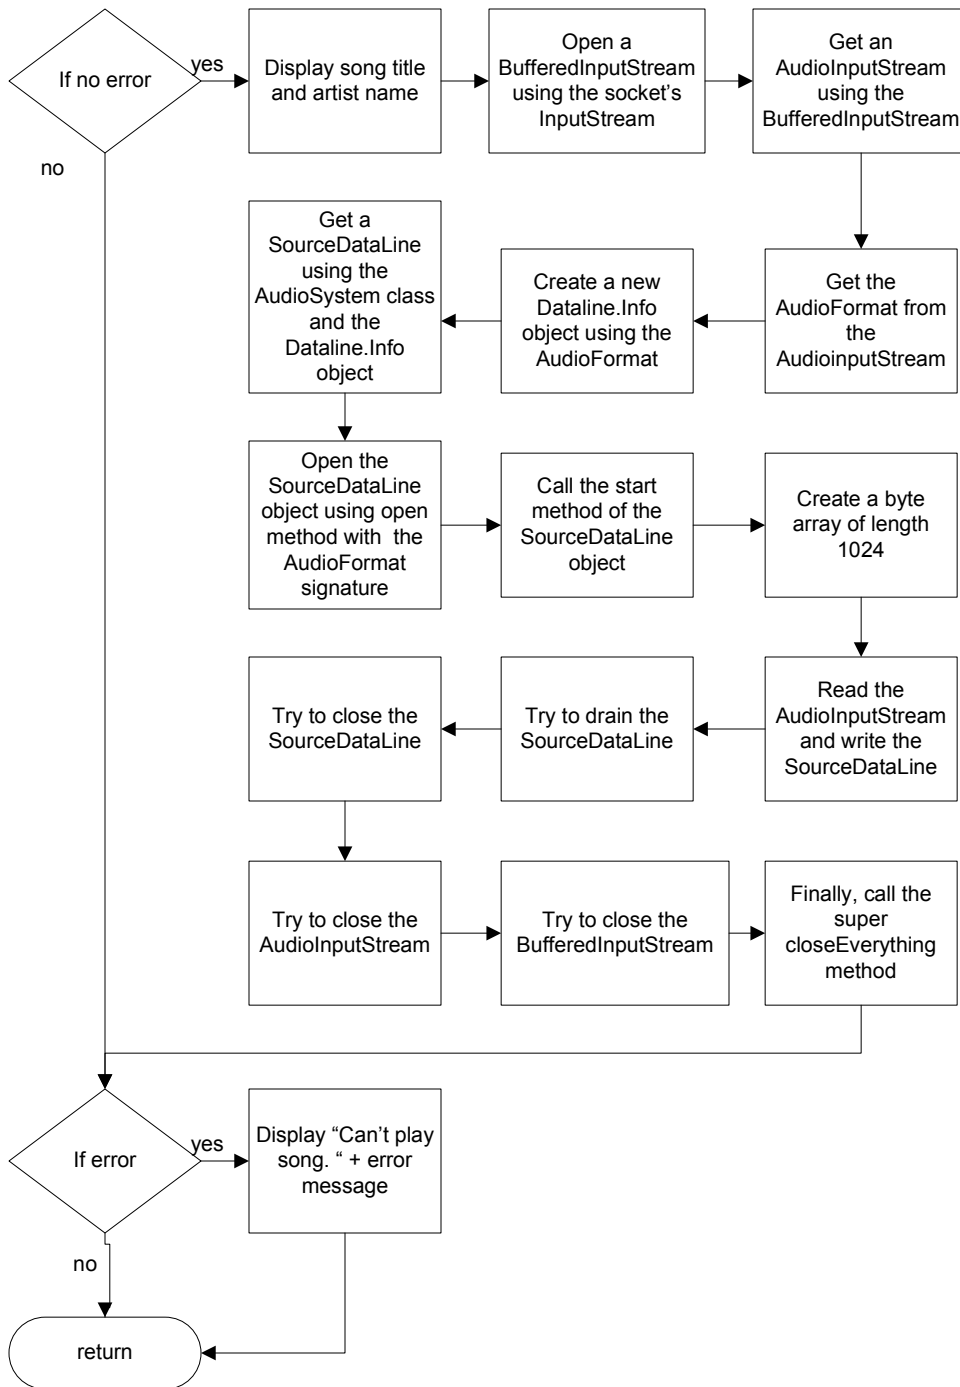 If no error
yes
no
Display song title
and artist name
Open a
BufferedInputStream
using the socket’s
InputStream
Get an
AudioInputStream
using the
BufferedInputStream
Get the
AudioFormat from
the
AudioinputStream
Create a new
Dataline.Info
object using the
AudioFormat
Get a
SourceDataLine
using the
AudioSystem class
and the
Dataline.Info
object
Open the
SourceDataLine
object using open
method with  the
AudioFormat
signature
Call the start
method of the
SourceDataLine
object
Create a byte
array of length
1024
Read the
AudioInputStream
and write the
SourceDataLine
Try to drain the
SourceDataLine
Try to close the
SourceDataLine
Try to close the
AudioInputStream
Try to close the
BufferedInputStream
Finally, call the
super
closeEverything
method
If error
yes
no
Display “Can’t play
song. “ + error
message
return